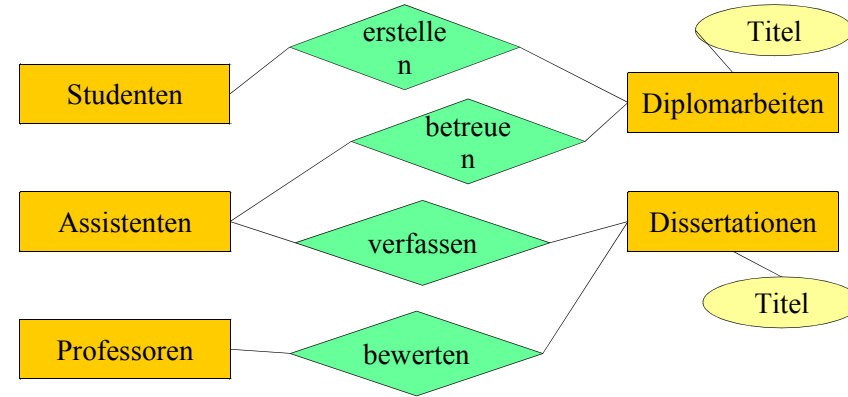 Titel
erstelle
n
Studenten
Diplomarbeiten
betreue
n
Assistenten
verfassen
Dissertationen
Titel
Professoren
bewerten